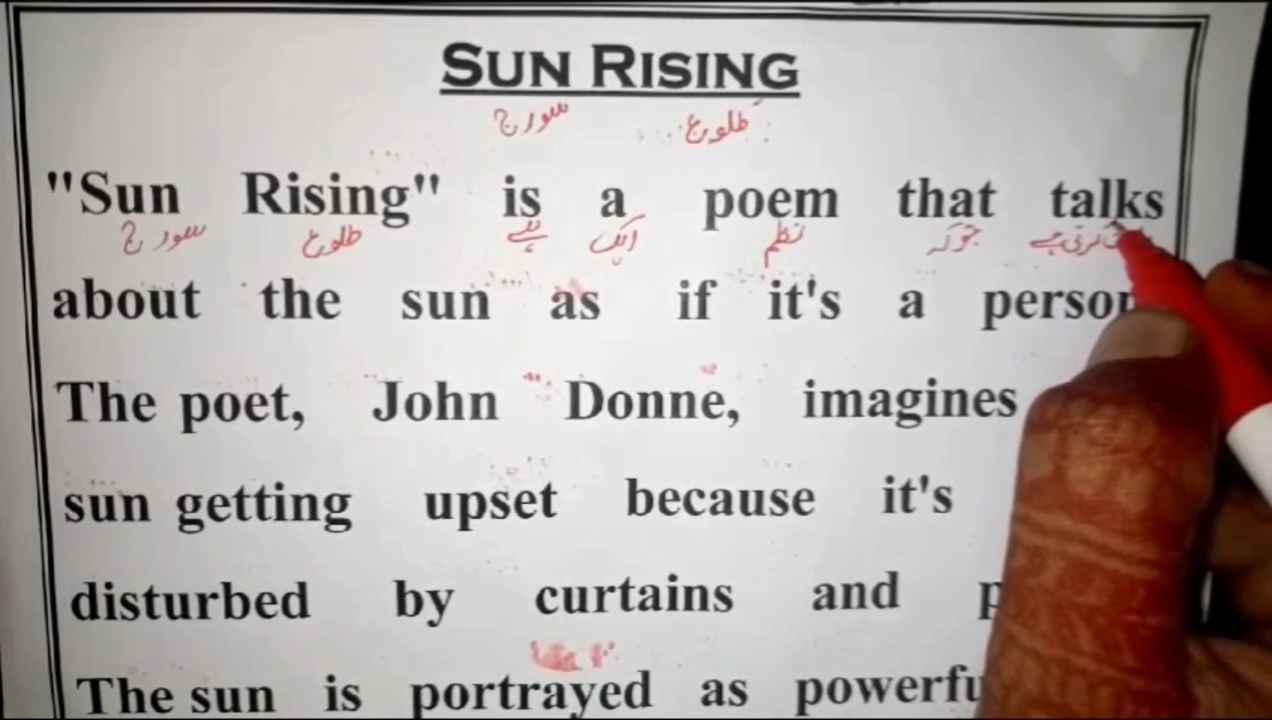 SUN RISING
سورج طلوع
"Sun Rising" is a poem that talks
سورج طلوع ہے ایک نظم جو کہ کرتی ہے
about the sun as if it's a
The poet, John Donne, imagines
sun getting upset because it's
disturbed by curtains and
The sun is portrayed as